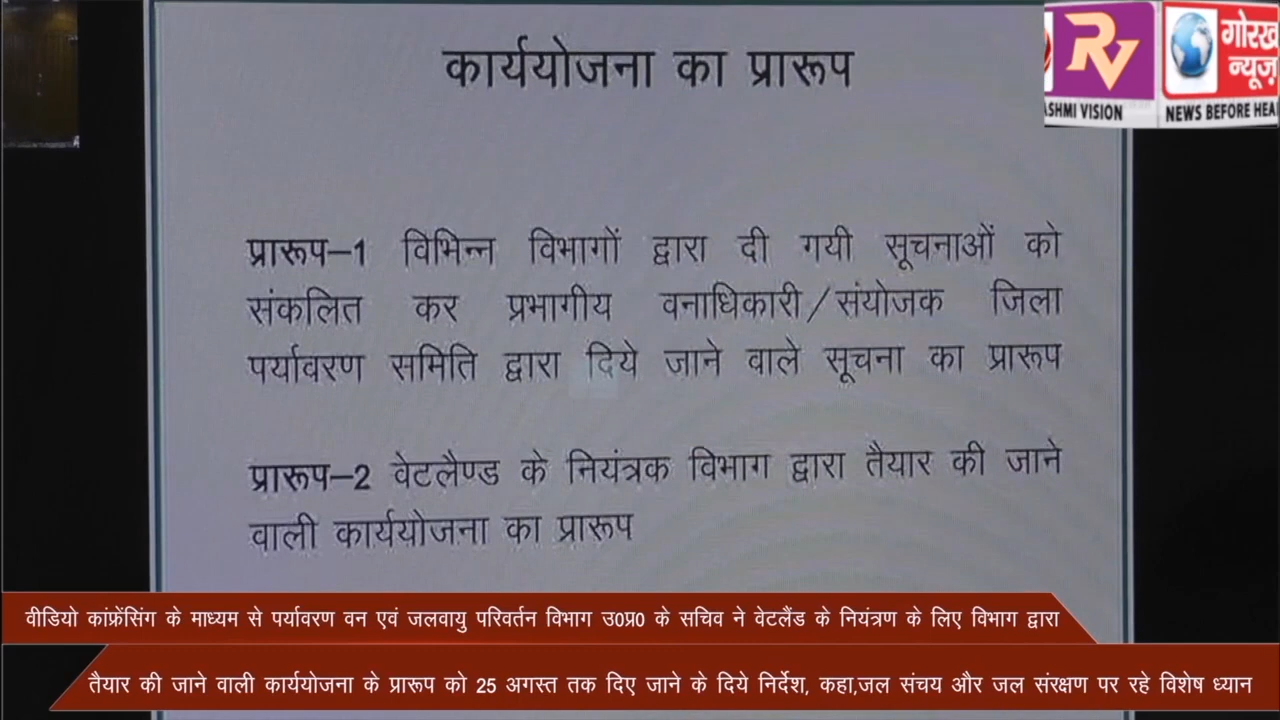 कार्ययोजना का प्रारूप
RV
ASHMI VISION
गोरख
न्यूज़
NEWS BEFORE HEA
प्रारूप–1 विभिन्न विभागों द्वारा दी गयी सूचनाओं को
संकलित कर प्रभागीय वनाधिकारी/संयोजक जिला
पर्यावरण समिति द्वारा दिये जाने वाले सूचना का प्रारूप
प्रारूप–2 वेटलैण्ड के नियंत्रक विभाग द्वारा तैयार की जाने
वाली कार्ययोजना का प्रारूप
वीडियो कांफ्रेंसिंग के माध्यम से पर्यावरण वन एवं जलवायु परिवर्तन विभाग उ0प्र0 के सचिव ने वेटलैंड के नियंत्रण के लिए विभाग द्वारा
तैयार की जाने वाली कार्ययोजना के प्रारूप को 25 अगस्त तक दिए जाने के दिये निर्देश, कहा,जल संचय और जल संरक्षण पर रहे विशेष ध्यान